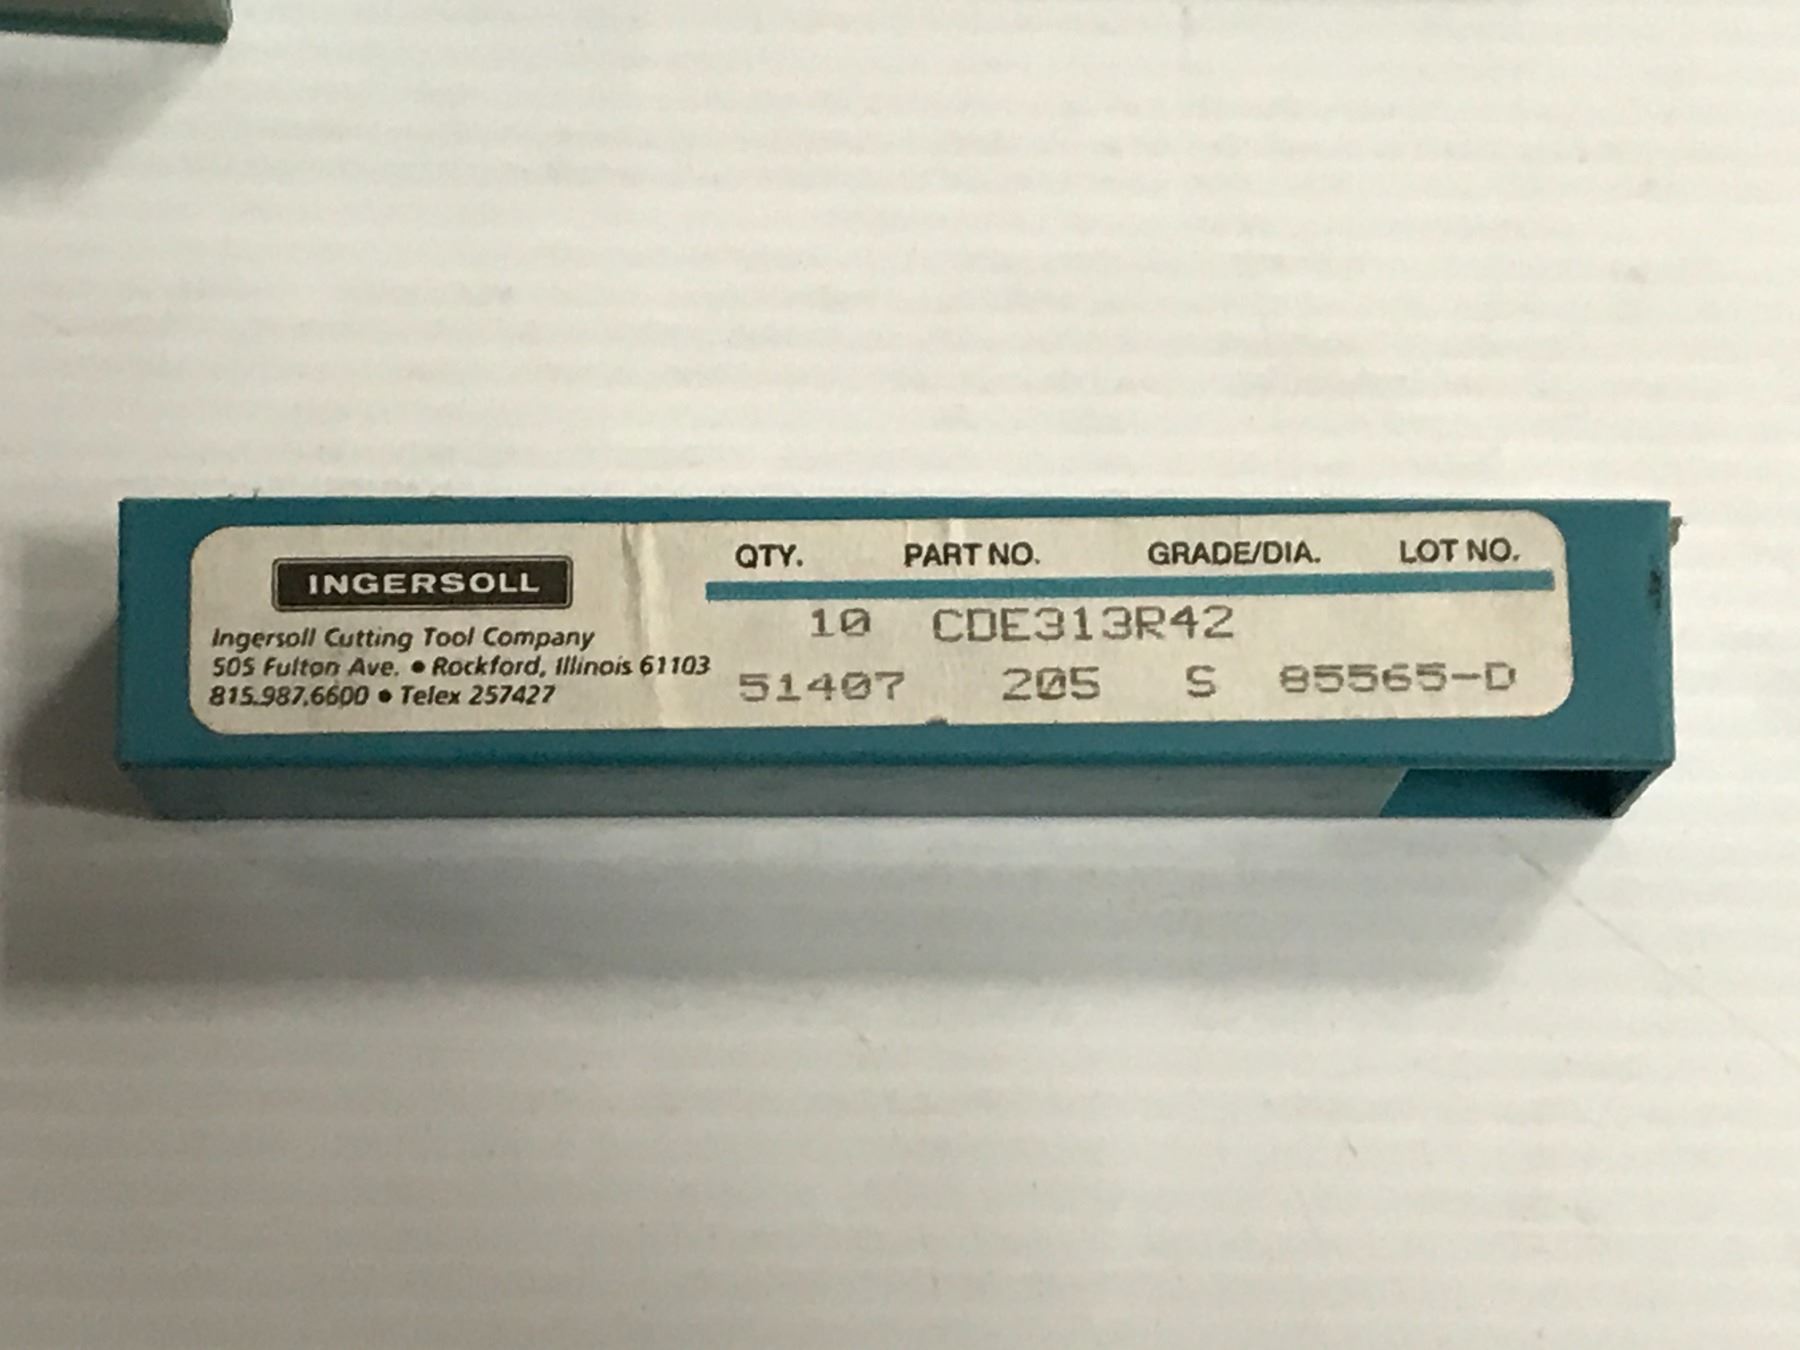 INGERSOLL
Ingersoll Cutting Tool Company
505 Fulton Ave. • Rockford, Illinois 61103
815.987.6600 • Telex 257427
QTY. PART NO. GRADE/DIA. LOT NO.
10 CDE313R42
51407 205 S 85565-D